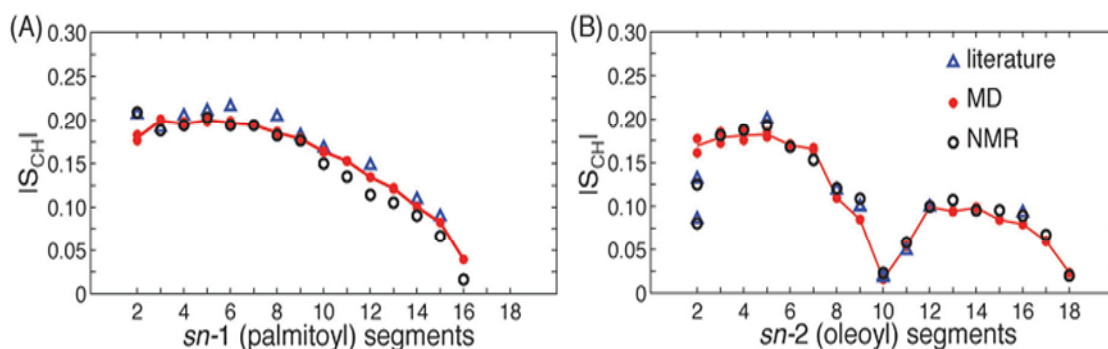 (A) 0.30
0.25
0.20
0.15
0.10
0.05
0
|S_CH|
2 4 6 8 10 12 14 16 18
sn-1 (palmitoyl) segments
(B) 0.30
0.25
0.20
0.15
0.10
0.05
0
|S_CH|
literature
MD
NMR
2 4 6 8 10 12 14 16 18
sn-2 (oleoyl) segments